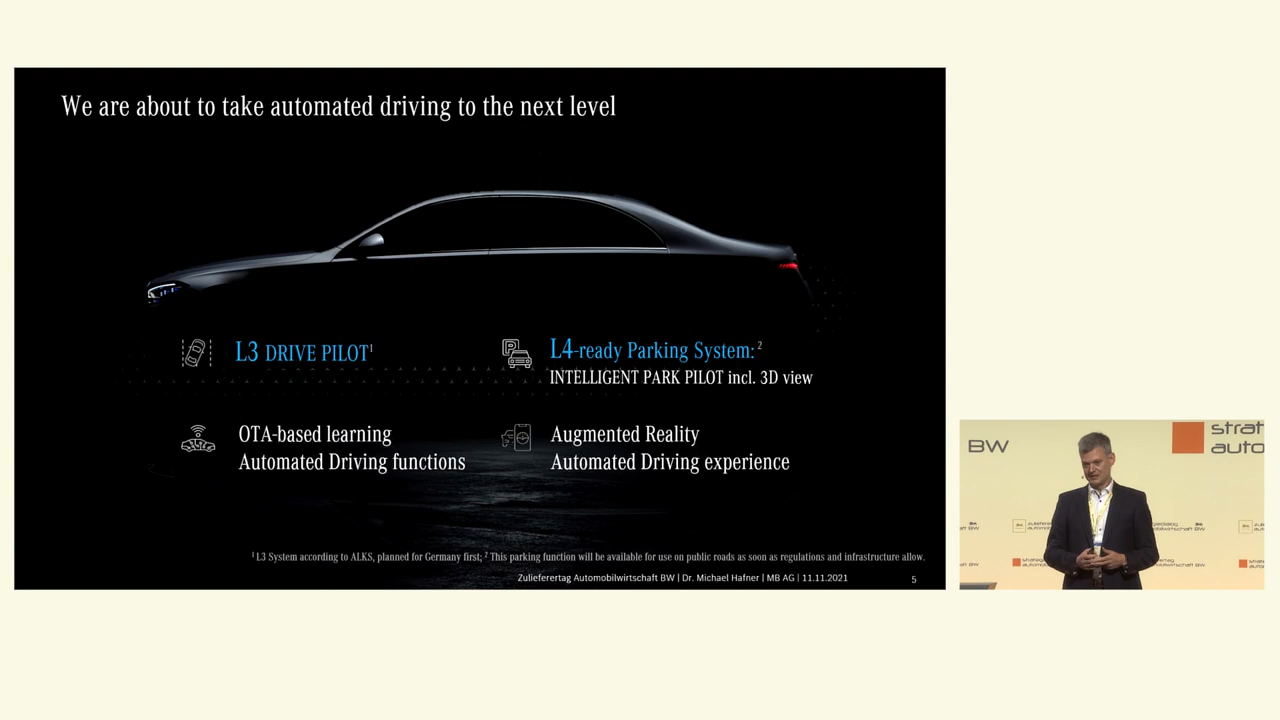 We are about to take automated driving to the next level
L3 DRIVE PILOT1
L4-ready Parking System: 2
INTELLIGENT PARK PILOT incl. 3D view
P
OTA-based learning
Automated Driving functions
Augmented Reality
Automated Driving experience
1 L3 System according to ALKS, planned for Germany first; 2 This parking function will be available for use on public roads as soon as regulations and infrastructure allow.
Zulieferertag Automobilwirtschaft BW | Dr. Michael Hafner | MB AG | 11.11.2021
5
BW
strat
auto